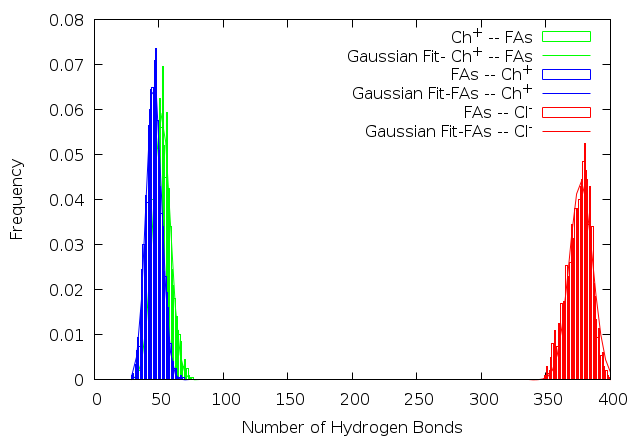 0.08
0.07
0.06
0.05
0.04
0.03
0.02
0.01
0
Frequency
Ch+ -- FAs
Gaussian Fit- Ch+ -- FAs
FAs -- Ch+
Gaussian Fit-FAs -- Ch+
FAs -- Cl-
Gaussian Fit-FAs -- Cl-
0 50 100 150 200 250 300 350 400
Number of Hydrogen Bonds